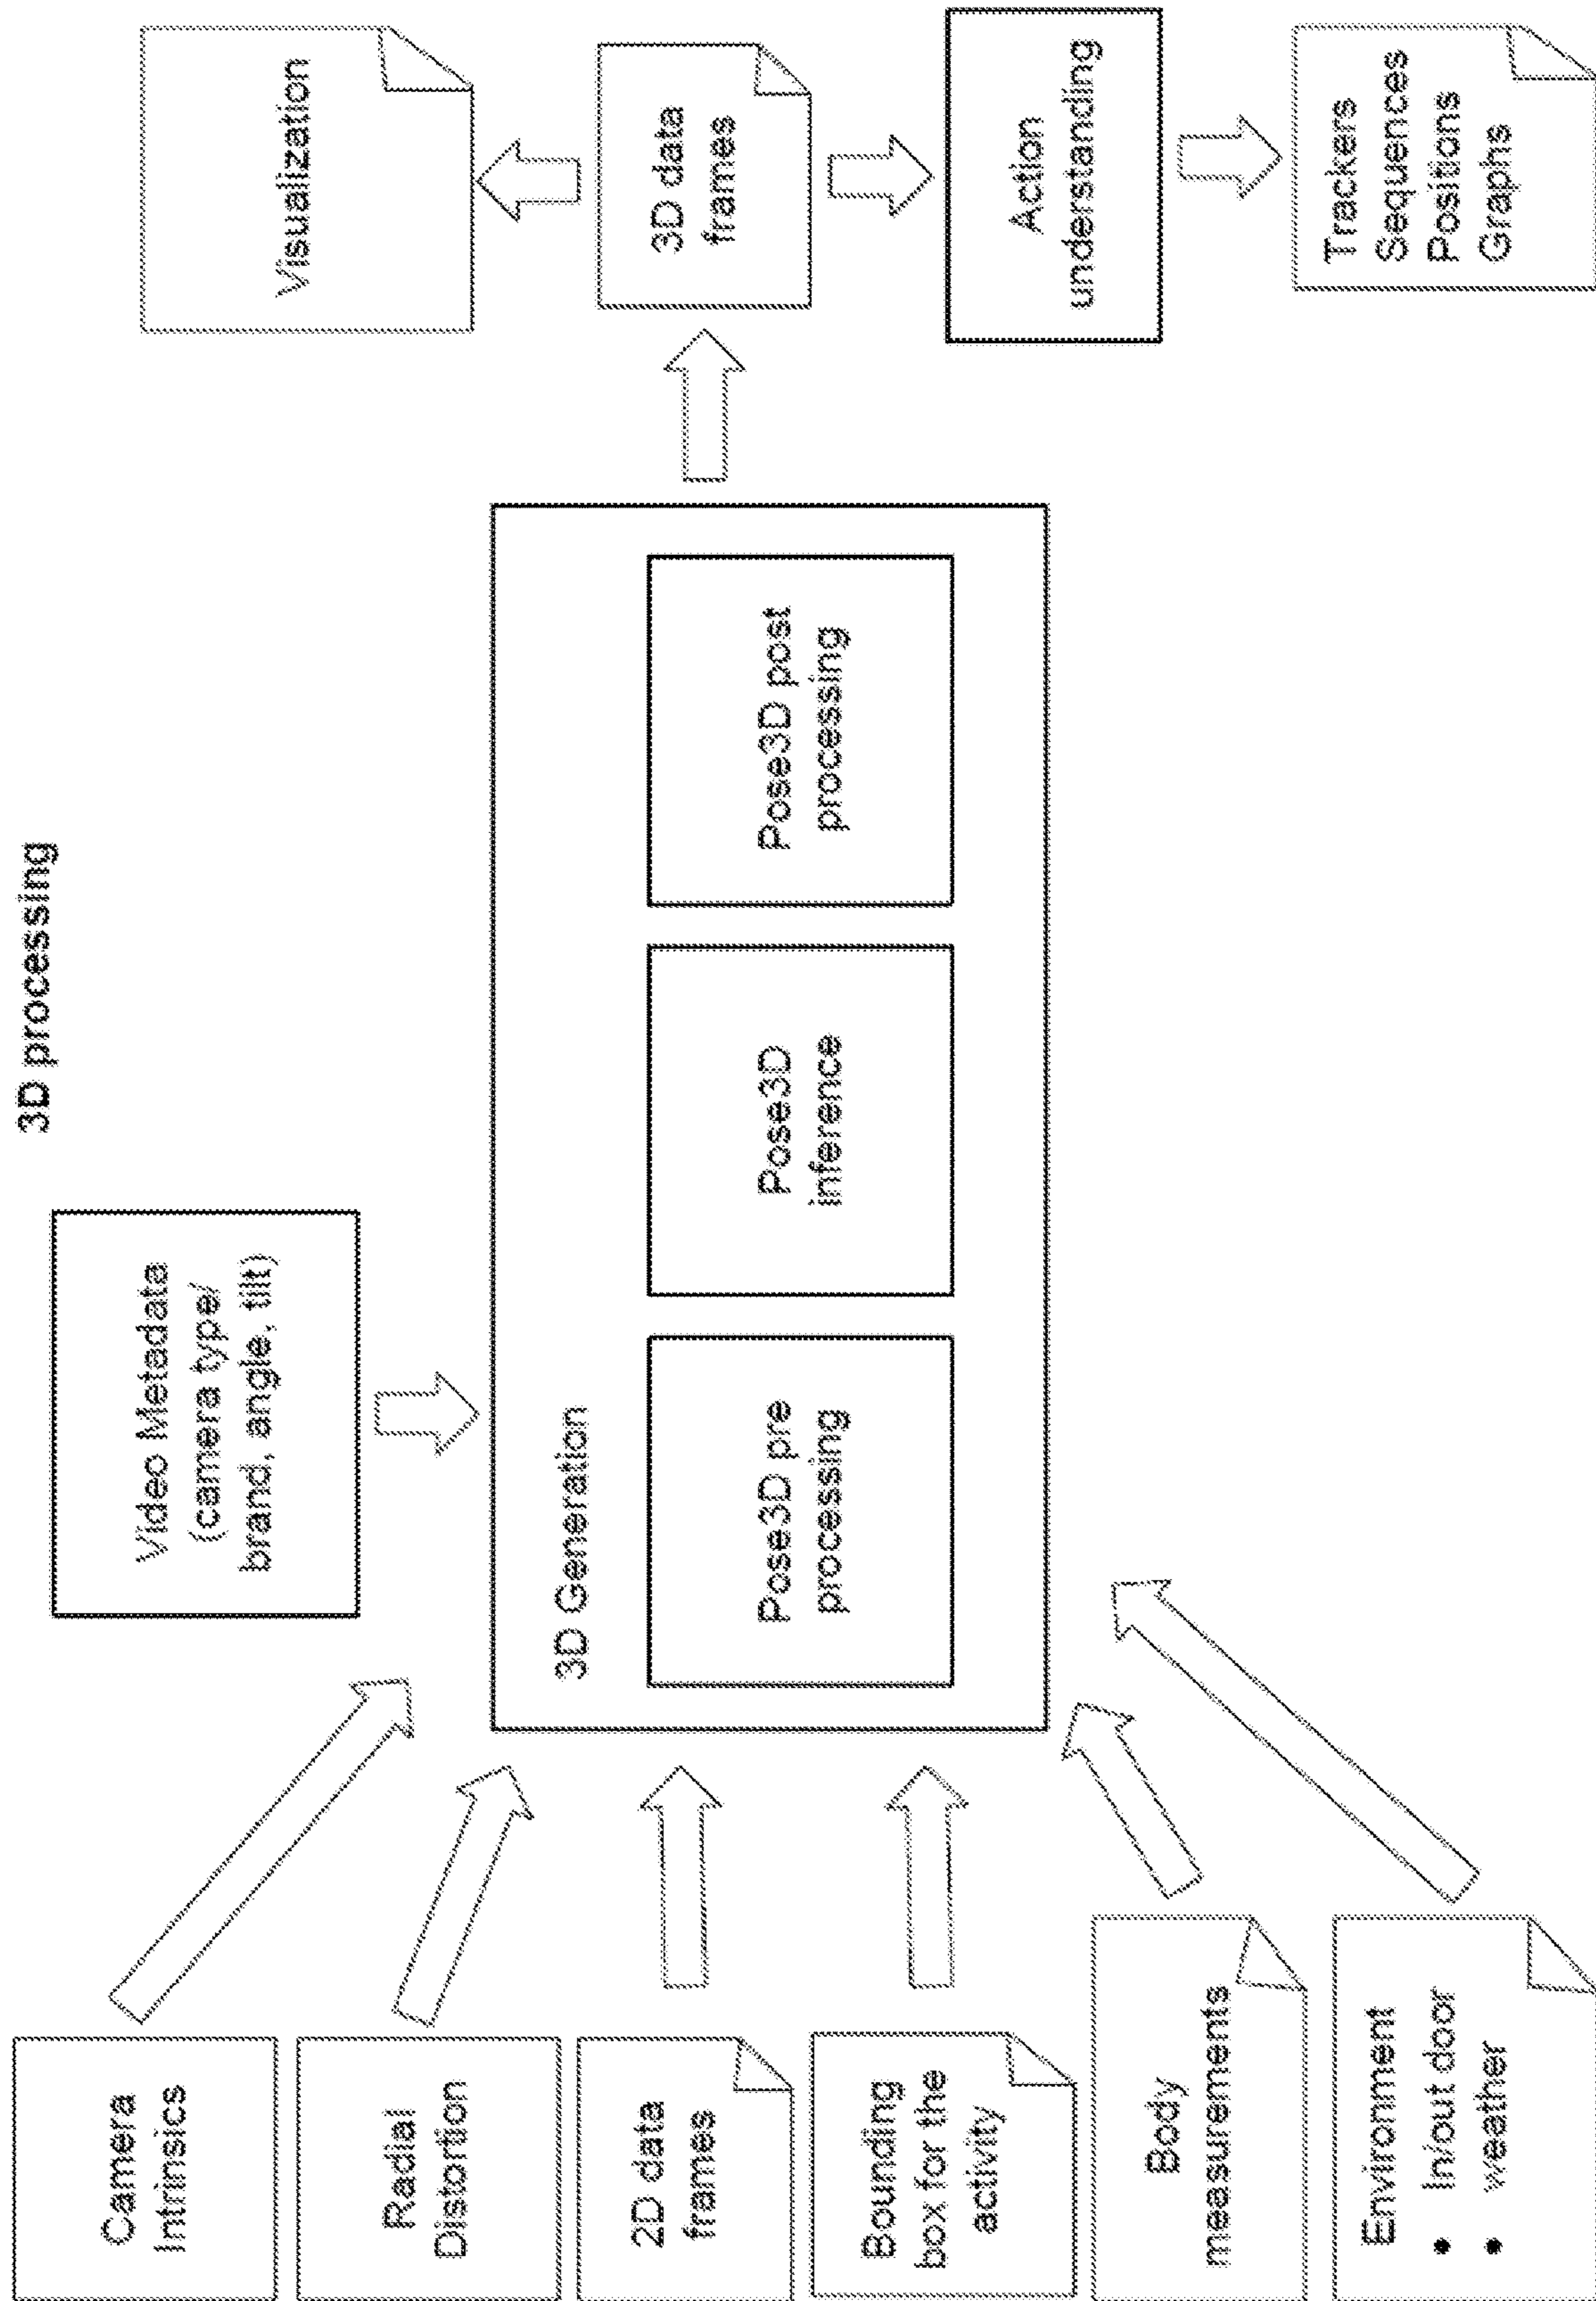 3D processing
Camera
Intrinsics
Radial
Distortion
2D data
frames
Bounding
box for the
activity
Body
measurements
Environment
• In/out door
• weather
Video Metadata
(camera type/
brand, angle, tilt)
3D Generation
Pose3D pre
processing
Pose3D
inference
Pose3D post
processing
Visualization
3D data
frames
Action
understanding
Trackers
Sequences
Positions
Graphs